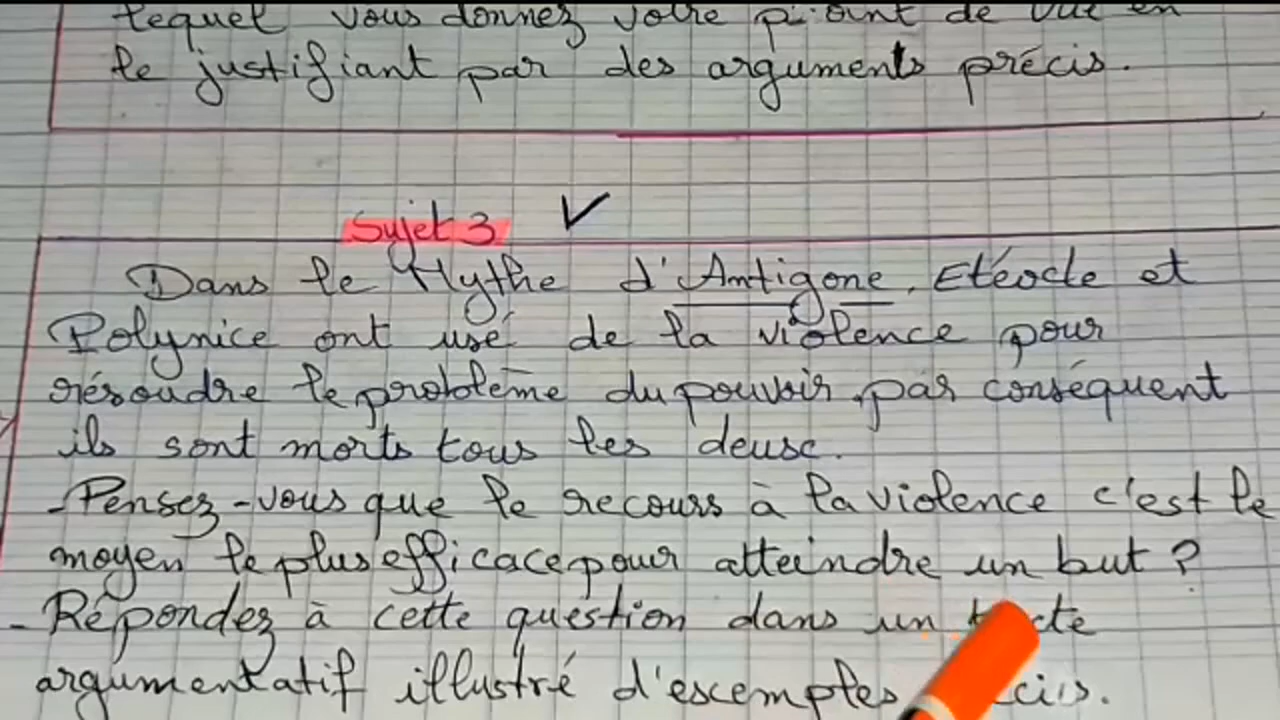 lequel vous donnez votre point de vue en
le justifiant par des arguments précis.
Sujet 3
Dans le Mythe d'Antigone, Etéocle et
Polynice ont usé de la violence pour
résoudre le problème du pouvoir, par conséquent
ils sont morts tous les deux.
- Pensez-vous que le recours à la violence c'est le
moyen le plus efficace pour atteindre un but ?
- Répondez à cette question dans un
argumentatif illustré d'exemples